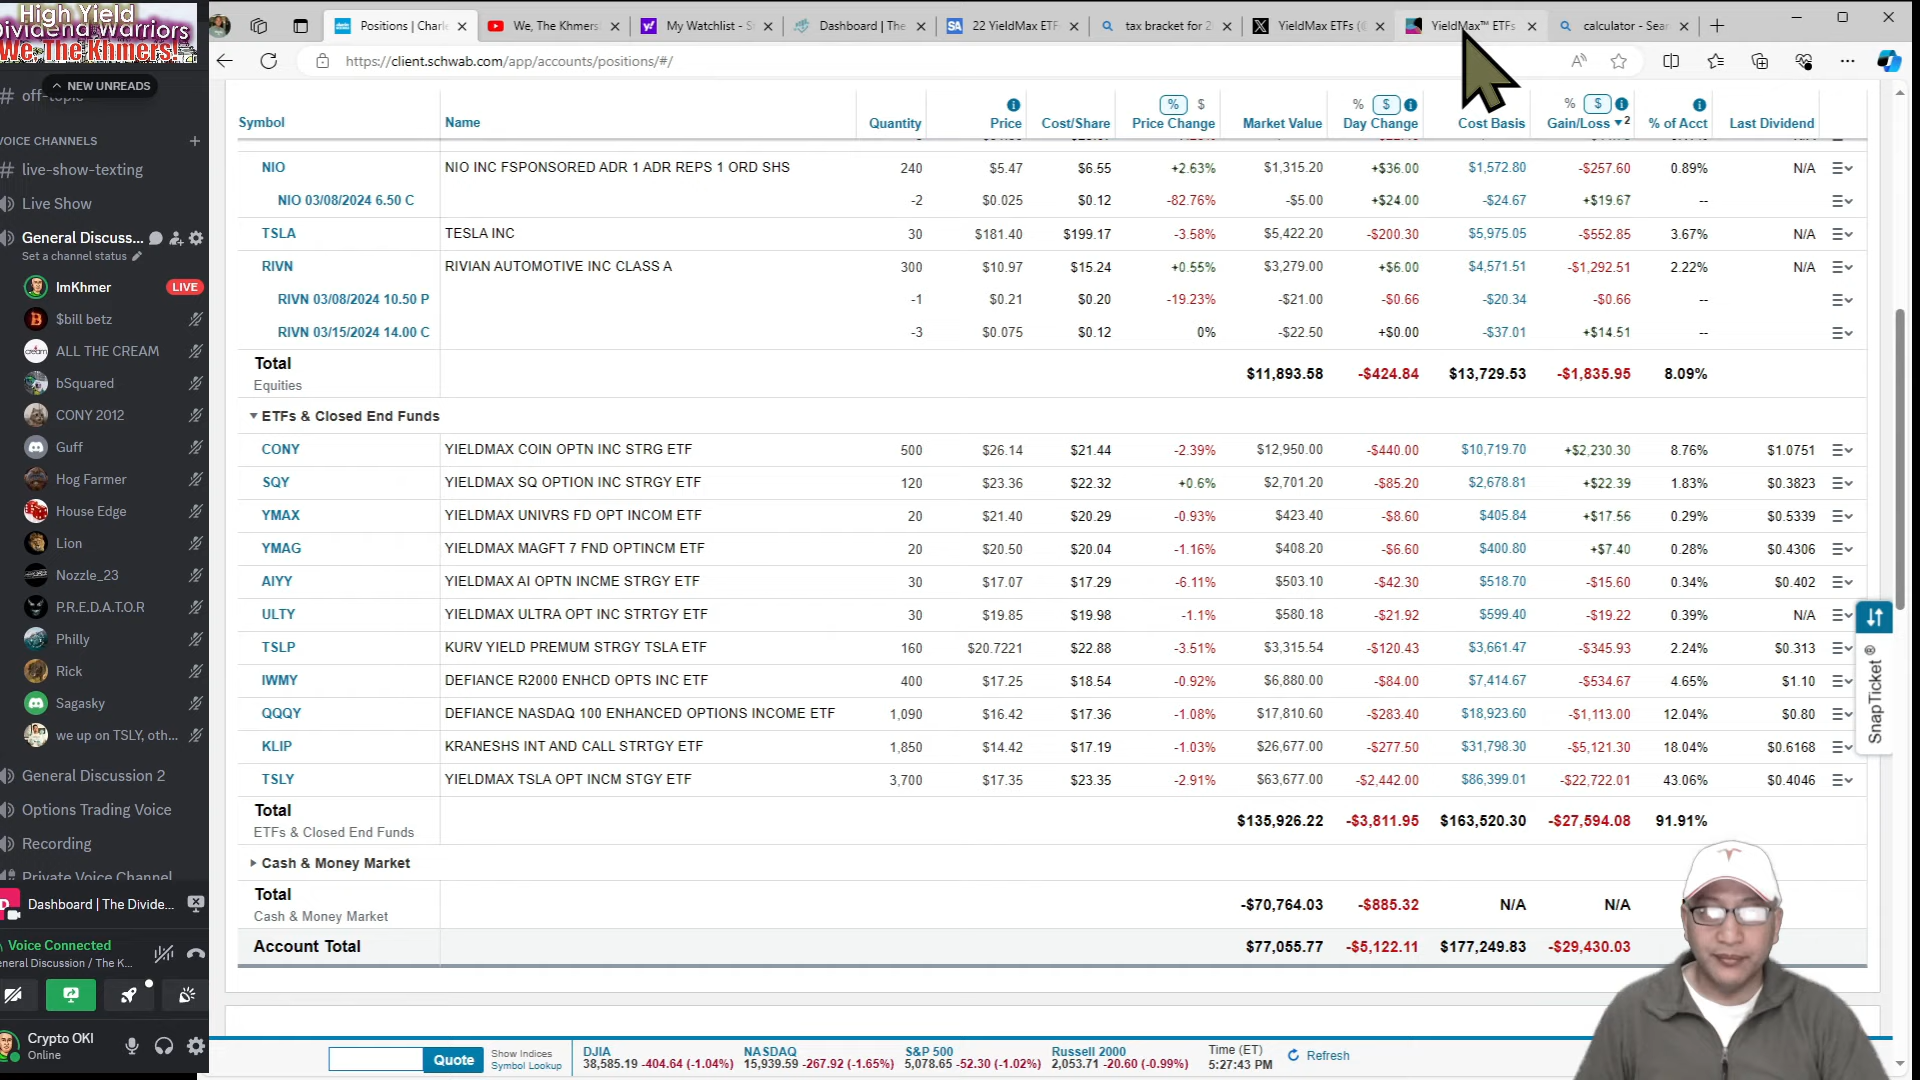 High Yield
Dividend Warriors
We The Khmers!
NEW UNREADS
# off-topic
VOICE CHANNELS
# live-show-texting
Live Show
General Discuss...
Set a channel status
ImKhmer LIVE
$bill betz
ALL THE CREAM
bSquared
CONY 2012
Guff
Hog Farmer
House Edge
Lion
Nozzle_23
P.R.E.D.A.T.O.R
Philly
Rick
Sagasky
we up on TSLY, oth...
General Discussion 2
Options Trading Voice
Recording
Private Voice Channel
Dashboard | The Divide...
Voice Connected
General Discussion / The K...
Crypto OKI
Online
Positions | Charle
We, The Khmers
My Watchlist - S
Dashboard | The
SA 22 YieldMax ETF
tax bracket for 2
YieldMax ETFs (
YieldMax™ ETFs
calculator - Sear
https://client.schwab.com/app/accounts/positions/#/
% $ % $ % $
Symbol Name Quantity Price Cost/Share Price Change Market Value Day Change Cost Basis Gain/Loss 2 % of Acct Last Dividend
NIO NIO INC FSPONSORED ADR 1 ADR REPS 1 ORD SHS 240 $5.47 $6.55 +2.63% $1,315.20 +$36.00 $1,572.80 -$257.60 0.89% N/A
NIO 03/08/2024 6.50 C -2 $0.025 $0.12 -82.76% -$5.00 +$24.00 -$24.67 +$19.67 --
TSLA TESLA INC 30 $181.40 $199.17 -3.58% $5,422.20 -$200.30 $5,975.05 -$552.85 3.67% N/A
RIVN RIVIAN AUTOMOTIVE INC CLASS A 300 $10.97 $15.24 +0.55% $3,279.00 +$6.00 $4,571.51 -$1,292.51 2.22% N/A
RIVN 03/08/2024 10.50 P -1 $0.21 $0.20 -19.23% -$21.00 -$0.66 -$20.34 -$0.66 --
RIVN 03/15/2024 14.00 C -3 $0.075 $0.12 0% -$22.50 +$0.00 -$37.01 +$14.51 --
Total
Equities $11,893.58 -$424.84 $13,729.53 -$1,835.95 8.09%
ETFs & Closed End Funds
CONY YIELDMAX COIN OPTN INC STRG ETF 500 $26.14 $21.44 -2.39% $12,950.00 -$440.00 $10,719.70 +$2,230.30 8.76% $1.0751
SQY YIELDMAX SQ OPTION INC STRGY ETF 120 $23.36 $22.32 +0.6% $2,701.20 -$85.20 $2,678.81 +$22.39 1.83% $0.3823
YMAX YIELDMAX UNIVRS FD OPT INCOM ETF 20 $21.40 $20.29 -0.93% $423.40 -$8.60 $405.84 +$17.56 0.29% $0.5339
YMAG YIELDMAX MAGFT 7 FND OPTINCM ETF 20 $20.50 $20.04 -1.16% $408.20 -$6.60 $400.80 +$7.40 0.28% $0.4306
AIYY YIELDMAX AI OPTN INCME STRGY ETF 30 $17.07 $17.29 -6.11% $503.10 -$42.30 $518.70 -$15.60 0.34% $0.402
ULTY YIELDMAX ULTRA OPT INC STRTGY ETF 30 $19.85 $19.98 -1.1% $580.18 -$21.92 $599.40 -$19.22 0.39% N/A
TSLP KURV YIELD PREMUM STRGY TSLA ETF 160 $20.7221 $22.88 -3.51% $3,315.54 -$120.43 $3,661.47 -$345.93 2.24% $0.313
IWMY DEFIANCE R2000 ENHCD OPTS INC ETF 400 $17.25 $18.54 -0.92% $6,880.00 -$84.00 $7,414.67 -$534.67 4.65% $1.10
QQQY DEFIANCE NASDAQ 100 ENHANCED OPTIONS INCOME ETF 1,090 $16.42 $17.36 -1.08% $17,810.60 -$283.40 $18,923.60 -$1,113.00 12.04% $0.80
KLIP KRANESHS INT AND CALL STRTGY ETF 1,850 $14.42 $17.19 -1.03% $26,677.00 -$277.50 $31,798.30 -$5,121.30 18.04% $0.6168
TSLY YIELDMAX TSLA OPT INCM STGY ETF 3,700 $17.35 $23.35 -2.91% $63,677.00 -$2,442.00 $86,399.01 -$22,722.01 43.06% $0.4046
Total
ETFs & Closed End Funds $135,926.22 -$3,811.95 $163,520.30 -$27,594.08 91.91%
Cash & Money Market
Total
Cash & Money Market -$70,764.03 -$885.32 N/A N/A
Account Total $77,055.77 -$5,122.11 $177,249.83 -$29,430.03
SnapTicket ®
Quote
Show Indices
Symbol Lookup
DJIA
38,585.19 -404.64 (-1.04%)
NASDAQ
15,939.59 -267.92 (-1.65%)
S&P 500
5,078.65 -52.30 (-1.02%)
Russell 2000
2,053.71 -20.60 (-0.99%)
Time (ET)
5:27:43 PM
Refresh